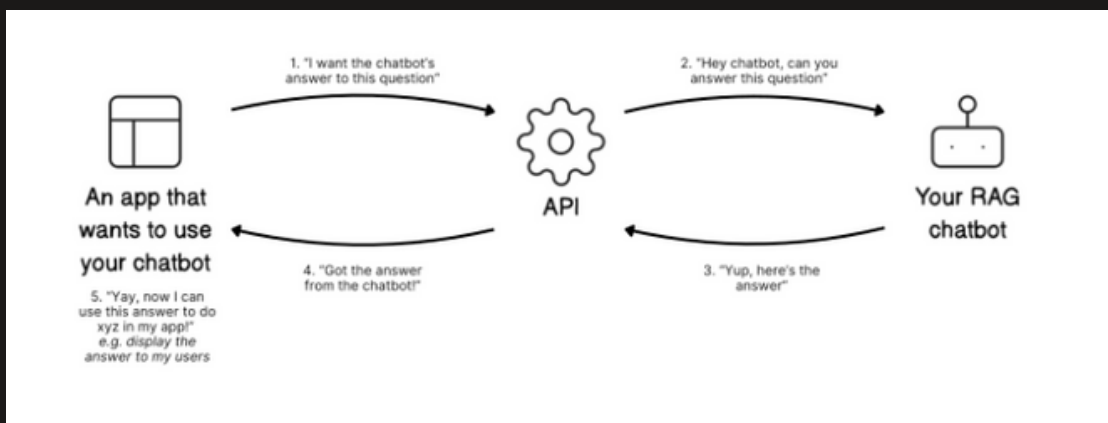 1. "I want the chatbot's
answer to this question"
2. "Hey chatbot, can you
answer this question"
An app that
wants to use
your chatbot
API
Your RAG
chatbot
4. "Got the answer
from the chatbot!"
3. "Yup, here's the
answer"
5. "Yay, now I can
use this answer to do
xyz in my app!"
e.g. display the
answer to my users